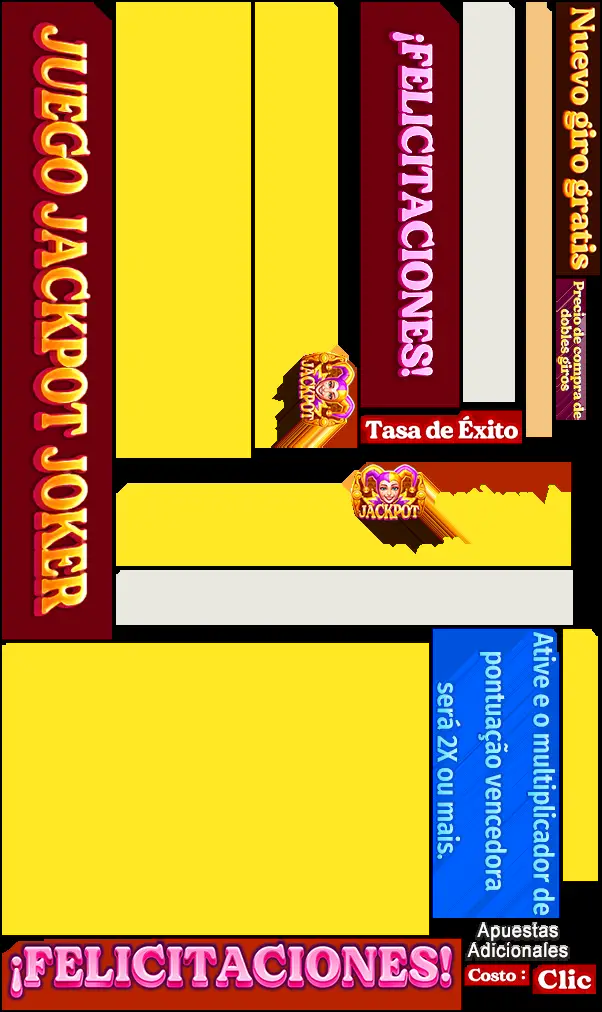 JUEGO JACKPOT JOKER
¡FELICITACIONES!
Nuevo giro gratis
Precio de compra de
dobles giros
JACKPOT
Tasa de Éxito
JACKPOT
Ative e o multiplicador de
pontuação vencedora
será 2X ou mais.
Apuestas
Adicionales
¡FELICITACIONES!
Costo :
Clic